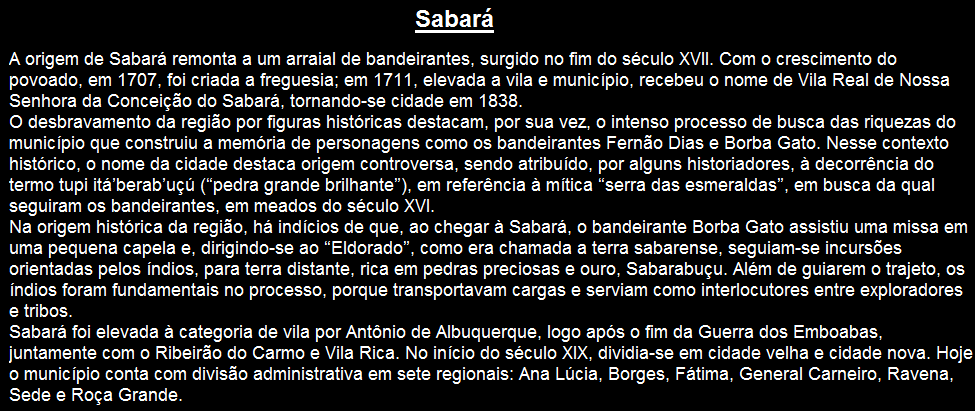 Sabará
A origem de Sabará remonta a um arraial de bandeirantes, surgido no fim do século XVII. Com o crescimento do
povoado, em 1707, foi criada a freguesia; em 1711, elevada a vila e município, recebeu o nome de Vila Real de Nossa
Senhora da Conceição do Sabará, tornando-se cidade em 1838.
O desbravamento da região por figuras históricas destacam, por sua vez, o intenso processo de busca das riquezas do
município que construiu a memória de personagens como os bandeirantes Fernão Dias e Borba Gato. Nesse contexto
histórico, o nome da cidade destaca origem controversa, sendo atribuído, por alguns historiadores, à decorrência do
termo tupi itá’berab’uçú (“pedra grande brilhante”), em referência à mítica “serra das esmeraldas”, em busca da qual
seguiram os bandeirantes, em meados do século XVI.
Na origem histórica da região, há indícios de que, ao chegar à Sabará, o bandeirante Borba Gato assistiu uma missa em
uma pequena capela e, dirigindo-se ao “Eldorado”, como era chamada a terra sabarense, seguiam-se incursões
orientadas pelos índios, para terra distante, rica em pedras preciosas e ouro, Sabarabuçu. Além de guiarem o trajeto, os
índios foram fundamentais no processo, porque transportavam cargas e serviam como interlocutores entre exploradores
e tribos.
Sabará foi elevada à categoria de vila por Antônio de Albuquerque, logo após o fim da Guerra dos Emboabas,
juntamente com o Ribeirão do Carmo e Vila Rica. No início do século XIX, dividia-se em cidade velha e cidade nova. Hoje
o município conta com divisão administrativa em sete regionais: Ana Lúcia, Borges, Fátima, General Carneiro, Ravena,
Sede e Roça Grande.